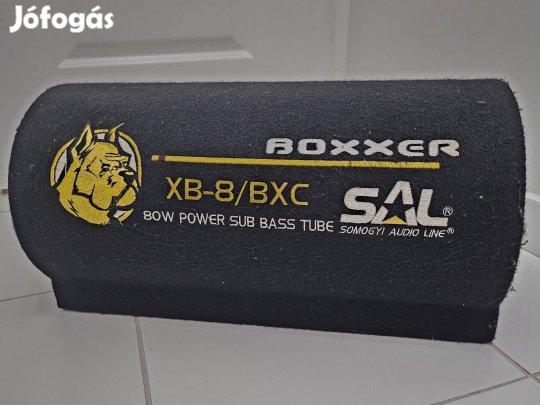 Jófogás
BOXXER
XB-8/BXC
SAL®
80W POWER SUB BASS TUBE
SOMOGYI AUDIO LINE®